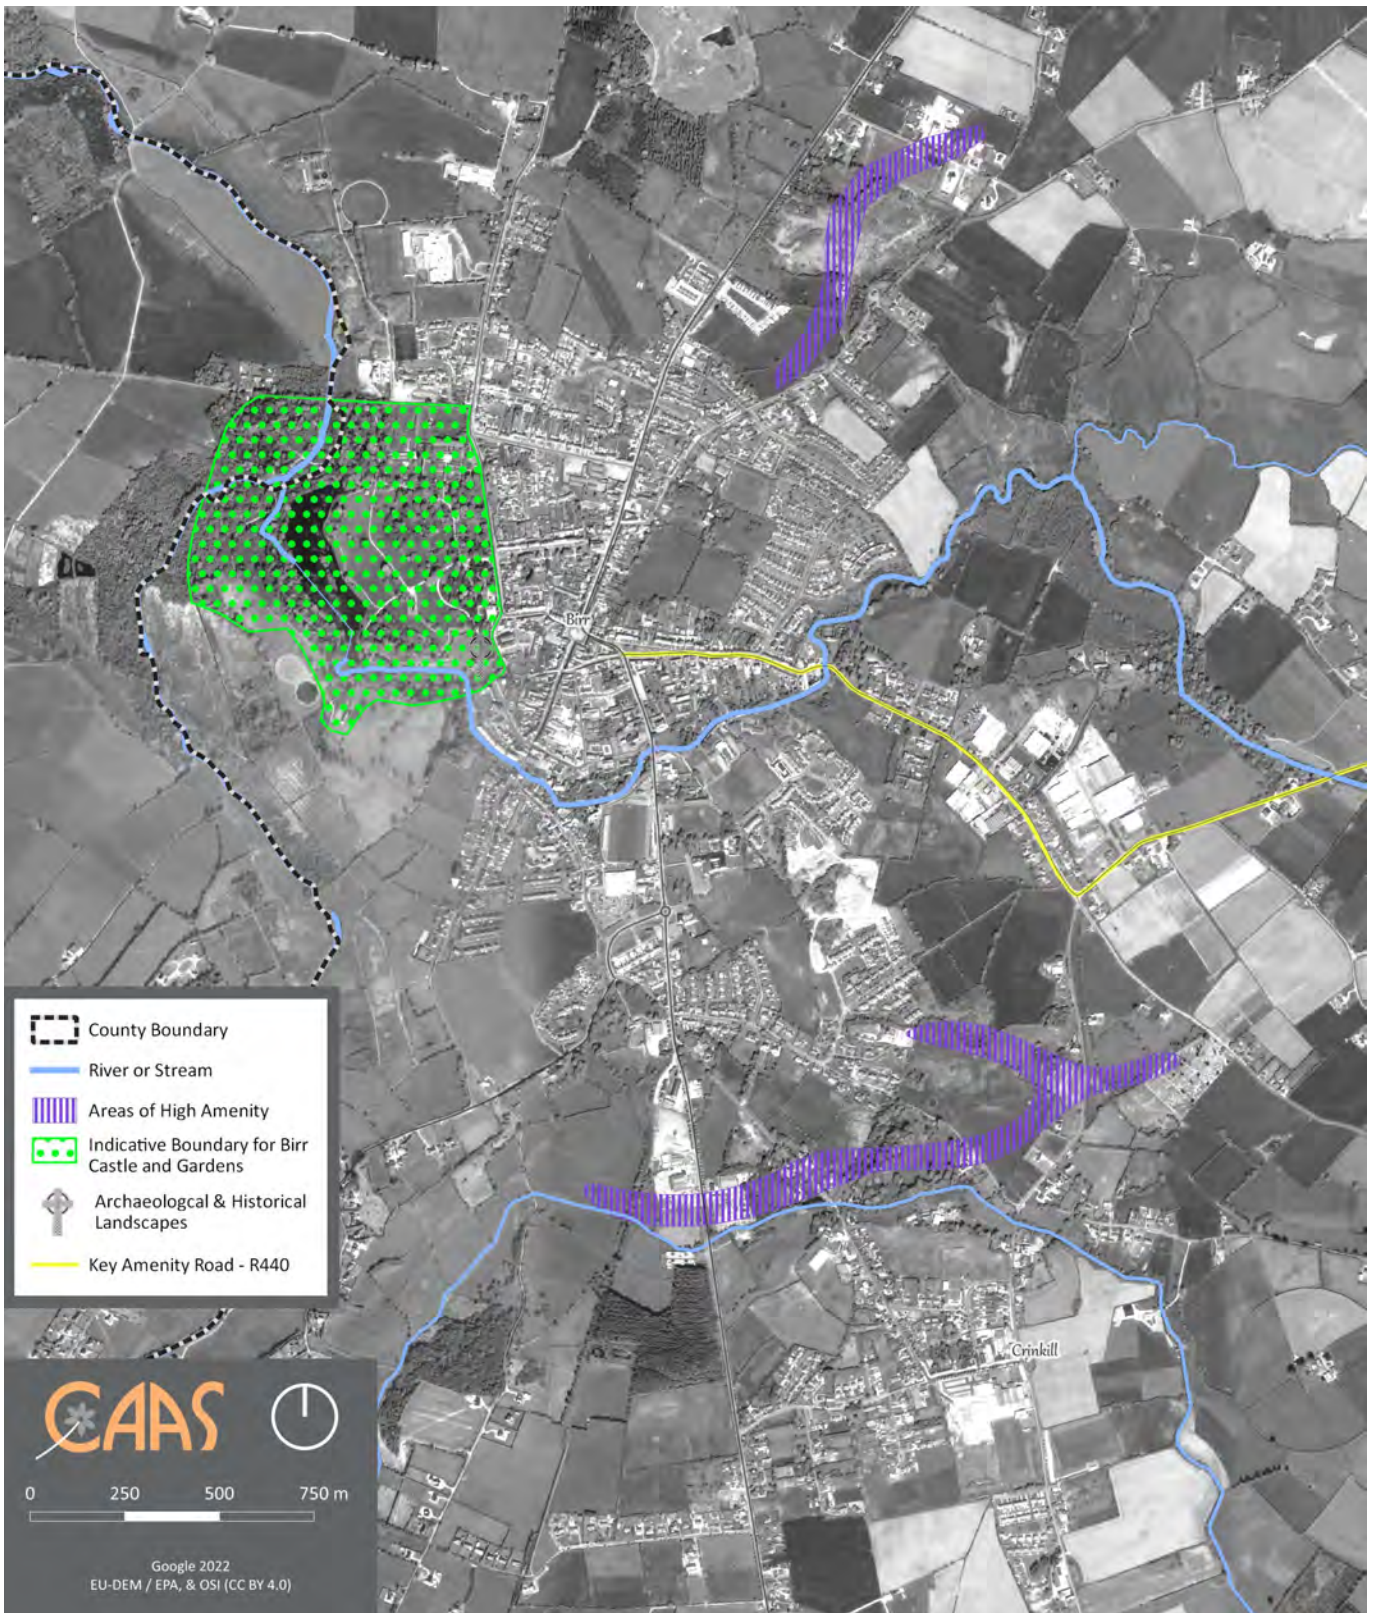 Birr
County Boundary
River or Stream
Areas of High Amenity
Indicative Boundary for Birr
Castle and Gardens
Archaeologcal & Historical
Landscapes
Key Amenity Road - R440
Crinkill
CAAS
0 250 500 750 m
Google 2022
EU-DEM / EPA, & OSI (CC BY 4.0)